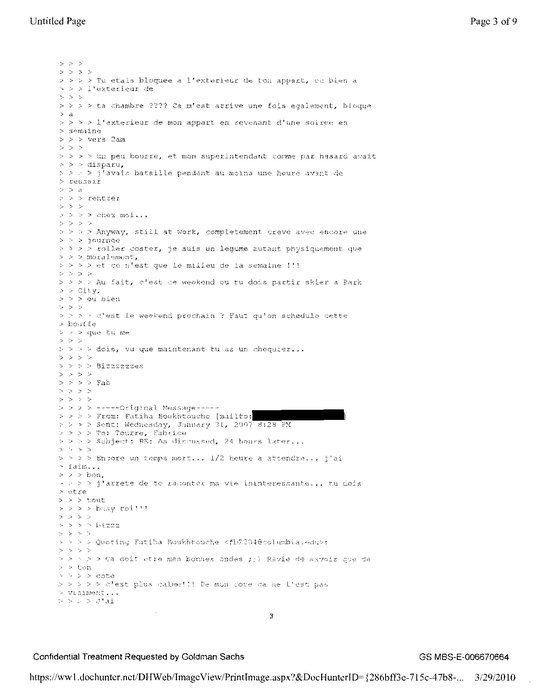 Untitled Page
Page 3 of 9
> > >
> > > >
> > > > Tu etais bloquee a l'exterieur de ton appart, ou bien a
> > > l'exterieur de
> > >
> > > > ta chambre ???? Ca m'est arrive une fois egalement, bloque
> a
> > > > l'exterieur de mon appart en revenant d'une soiree en
> semaine
> > > vers 2am
> > >
> > > > un peu bourre, et mon superintendant comme par hasard avait
> > > disparu,
> > > > j'avais bataille pendant au moins une heure avant de
> reussir
> > a
> > > rentrer
> > >
> > > > chez moi...
> > > >
> > > > Anyway, still at work, completement creve avec encore une
> > > journee
> > > > roller coster, je suis un legume autant physiquement que
> > > moralement,
> > > > et ce n'est que le milieu de la semaine !!!
> > > >
> > > > Au fait, c'est ce weekend ou tu dois partir skier a Park
> > City,
> > > ou bien
> > >
> > > > c'est le weekend prochain ? Faut qu'on schedule cette
> bouffe
> > > que tu me
> > >
> > > > dois, vu que maintenant tu as un chequier...
> > > >
> > > > Bizzzzzzes
> > > >
> > > > Fab
> > > >
> > > >
> > > >
> > > > -----Original Message-----
> > > > From: Fatiha Boukhtouche [mailto:
> > > > Sent: Wednesday, January 31, 2007 8:28 PM
> > > > To: Tourre, Fabrice
> > > > Subject: RE: As discussed, 24 hours later...
> > > >
> > > > Encore un temps mort... 1/2 heure a attendre... j'ai
> faim...
> > > bon,
> > > > j'arrete de te raconter ma vie ininteressante... tu dois
> etre
> > > tout
> > > > busy toi!!!
> > > >
> > > > bizzz
> > > >
> > > > Quoting Fatiha Boukhtouche <fb2204@columbia.edu>:
> > > >
> > > > > Ca doit etre mes bonnes ondes ;;) Ravie de savoir que de
> > ton
> > > > cote
> > > > > c'est plus calme!!! De mon cote ca ne l'est pas
> vraiment...
> > > > J'ai
3
Confidential Treatment Requested by Goldman Sachs
GS MBS-E-006670664
https://ww1.dochunter.net/DHWeb/ImageView/PrintImage.aspx?&DocHunterID={286bff3e-715c-47b8-...
3/29/2010